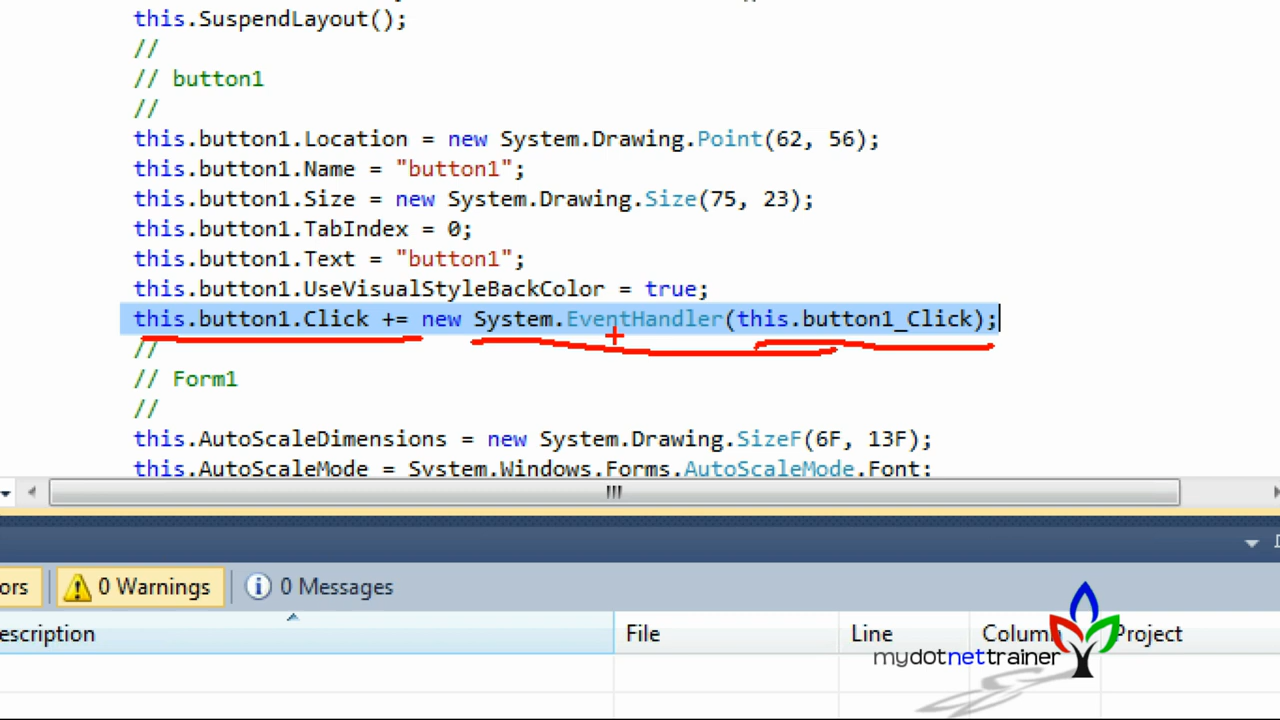 this.SuspendLayout();
//
// button1
//
this.button1.Location = new System.Drawing.Point(62, 56);
this.button1.Name = "button1";
this.button1.Size = new System.Drawing.Size(75, 23);
this.button1.TabIndex = 0;
this.button1.Text = "button1";
this.button1.UseVisualStyleBackColor = true;
this.button1.Click += new System.EventHandler(this.button1_Click);
//
// Form1
//
this.AutoScaleDimensions = new System.Drawing.SizeF(6F, 13F);
this.AutoScaleMode = System.Windows.Forms.AutoScaleMode.Font;
ors 0 Warnings 0 Messages
escription File Line Column Project
mydotnettrainer